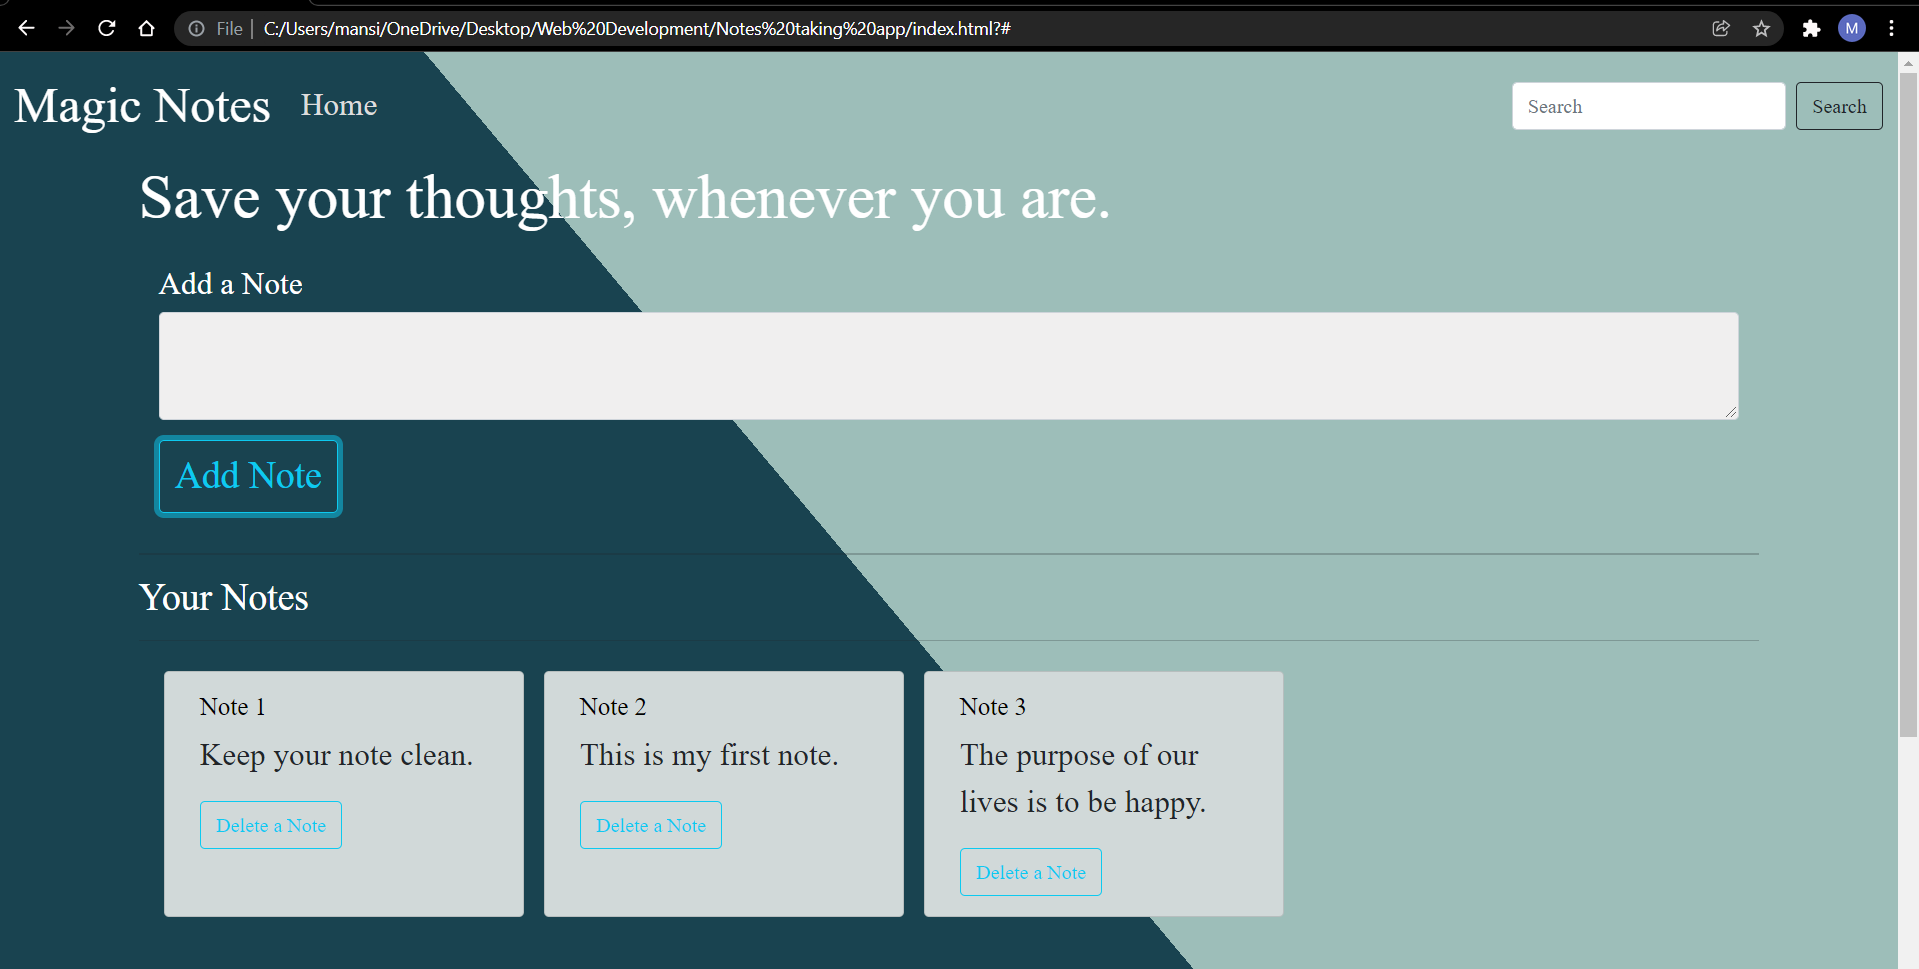 File | C:/Users/mansi/OneDrive/Desktop/Web%20Development/Notes%20taking%20app/index.html?#
M
Magic Notes Home Search Search
Save your thoughts, whenever you are.
Add a Note
Add Note
Your Notes
Note 1
Keep your note clean.
Delete a Note
Note 2
This is my first note.
Delete a Note
Note 3
The purpose of our
lives is to be happy.
Delete a Note